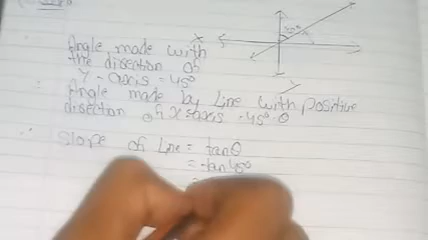 X
Angle made with
the direction of
Y-axis = 45°
Y
Angle made by Line with positive
direction of X axis = 45° θ
∴ Slope of Line = tanθ
= tan45°
=